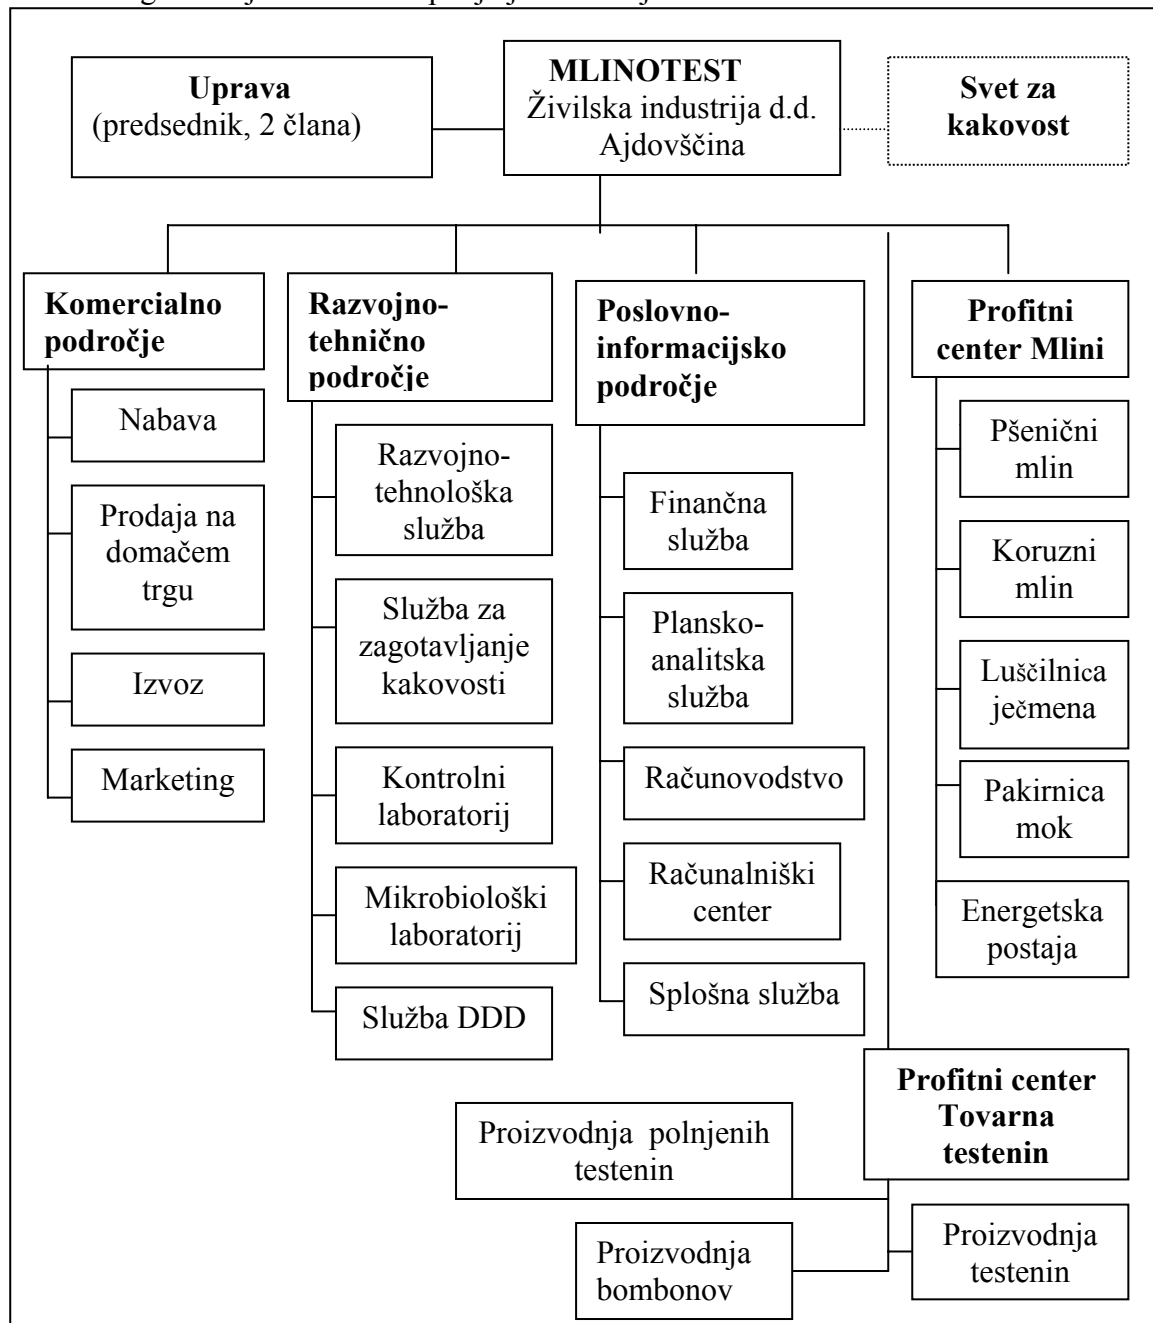 Uprava
(predsednik, 2 člana)
MLINOTEST
Živilska industrija d.d.
Ajdovščina
Svet za
kakovost
Komercialno
področje
Nabava
Prodaja na
domačem
trgu
Izvoz
Marketing
Razvojno-
tehnično
področje
Razvojno-
tehnološka
služba
Služba za
zagotavljanje
kakovosti
Kontrolni
laboratorij
Mikrobiološki
laboratorij
Služba DDD
Poslovno-
informacijsko
področje
Finančna
služba
Plansko-
analitska
služba
Računovodstvo
Računalniški
center
Splošna služba
Profitni
center Mlini
Pšenični
mlin
Koruzni
mlin
Luščilnica
ječmena
Pakirnica
mok
Energetska
postaja
Profitni center
Tovarna
testenin
Proizvodnja polnjenih
testenin
Proizvodnja
bombonov
Proizvodnja
testenin